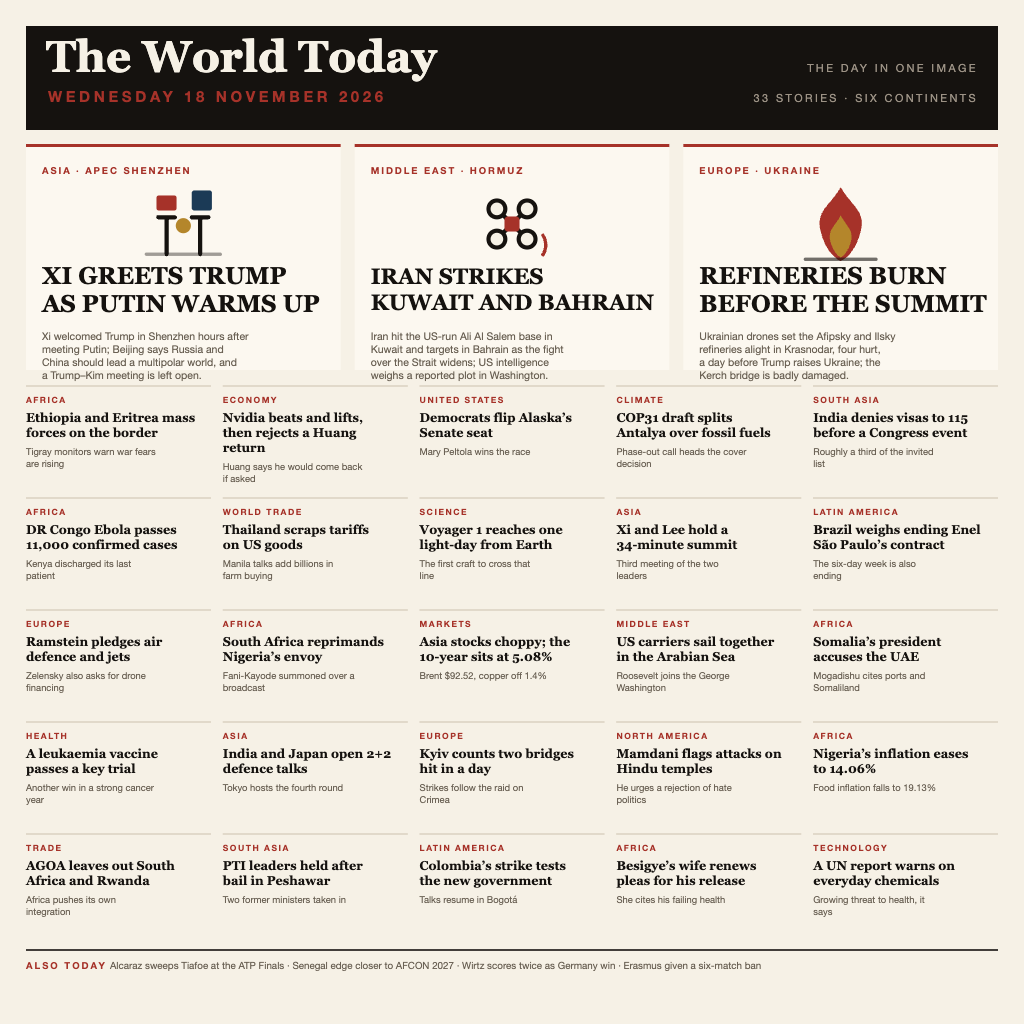 The World Today
WEDNESDAY 18 NOVEMBER 2026
THE DAY IN ONE IMAGE
33 STORIES · SIX CONTINENTS
ASIA · APEC SHENZHEN
XI GREETS TRUMP
AS PUTIN WARMS UP
Xi welcomed Trump in Shenzhen hours after
meeting Putin; Beijing says Russia and
China should lead a multipolar world, and
a Trump–Kim meeting is left open.
MIDDLE EAST · HORMUZ
IRAN STRIKES
KUWAIT AND BAHRAIN
Iran hit the US-run Ali Al Salem base in
Kuwait and targets in Bahrain as the fight
over the Strait widens; US intelligence
weighs a reported plot in Washington.
EUROPE · UKRAINE
REFINERIES BURN
BEFORE THE SUMMIT
Ukrainian drones set the Afipsky and Ilsky
refineries alight in Krasnodar, four hurt,
a day before Trump raises Ukraine; the
Kerch bridge is badly damaged.
AFRICA
Ethiopia and Eritrea mass
forces on the border
Tigray monitors warn war fears
are rising
ECONOMY
Nvidia beats and lifts,
then rejects a Huang
return
Huang says he would come back
if asked
UNITED STATES
Democrats flip Alaska’s
Senate seat
Mary Peltola wins the race
CLIMATE
COP31 draft splits
Antalya over fossil fuels
Phase-out call heads the cover
decision
SOUTH ASIA
India denies visas to 115
before a Congress event
Roughly a third of the invited
list
AFRICA
DR Congo Ebola passes
11,000 confirmed cases
Kenya discharged its last
patient
WORLD TRADE
Thailand scraps tariffs
on US goods
Manila talks add billions in
farm buying
SCIENCE
Voyager 1 reaches one
light-day from Earth
The first craft to cross that
line
ASIA
Xi and Lee hold a
34-minute summit
Third meeting of the two
leaders
LATIN AMERICA
Brazil weighs ending Enel
São Paulo’s contract
The six-day week is also
ending
EUROPE
Ramstein pledges air
defence and jets
Zelensky also asks for drone
financing
AFRICA
South Africa reprimands
Nigeria’s envoy
Fani-Kayode summoned over a
broadcast
MARKETS
Asia stocks choppy; the
10-year sits at 5.08%
Brent $92.52, copper off 1.4%
MIDDLE EAST
US carriers sail together
in the Arabian Sea
Roosevelt joins the George
Washington
AFRICA
Somalia’s president
accuses the UAE
Mogadishu cites ports and
Somaliland
HEALTH
A leukaemia vaccine
passes a key trial
Another win in a strong cancer
year
ASIA
India and Japan open 2+2
defence talks
Tokyo hosts the fourth round
EUROPE
Kyiv counts two bridges
hit in a day
Strikes follow the raid on
Crimea
NORTH AMERICA
Mamdani flags attacks on
Hindu temples
He urges a rejection of hate
politics
AFRICA
Nigeria’s inflation eases
to 14.06%
Food inflation falls to 19.13%
TRADE
AGOA leaves out South
Africa and Rwanda
Africa pushes its own
integration
SOUTH ASIA
PTI leaders held after
bail in Peshawar
Two former ministers taken in
LATIN AMERICA
Colombia’s strike tests
the new government
Talks resume in Bogotá
AFRICA
Besigye’s wife renews
pleas for his release
She cites his failing health
TECHNOLOGY
A UN report warns on
everyday chemicals
Growing threat to health, it
says
ALSO TODAY Alcaraz sweeps Tiafoe at the ATP Finals · Senegal edge closer to AFCON 2027 · Wirtz scores twice as Germany win · Erasmus given a six-match ban